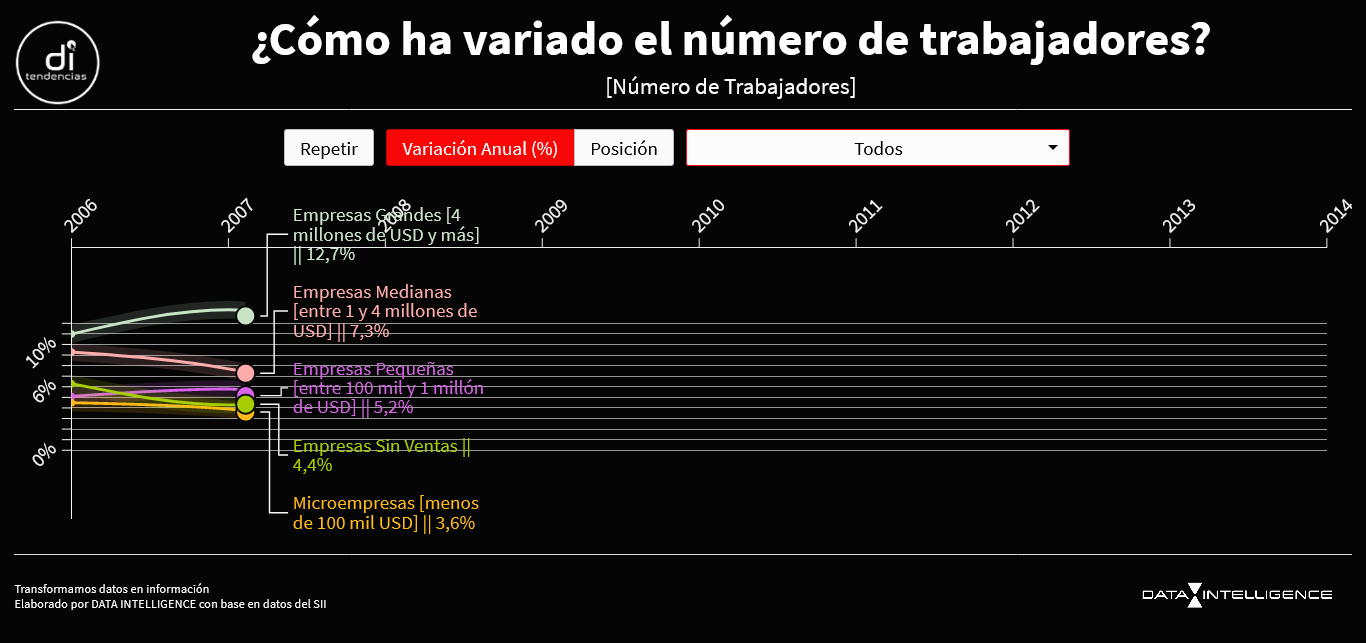 di
tendencias
¿Cómo ha variado el número de trabajadores?
[Número de Trabajadores]
Repetir
Variación Anual (%)
Posición
Todos
2006
2007
2008
2009
2010
2011
2012
2013
2014
Empresas Grandes [4
millones de USD y más]
|| 12,7%
Empresas Medianas
[entre 1 y 4 millones de
USD] || 7,3%
Empresas Pequeñas
[entre 100 mil y 1 millón
de USD] || 5,2%
Empresas Sin Ventas ||
4,4%
Microempresas [menos
de 100 mil USD] || 3,6%
10%
6%
0%
Transformamos datos en información
Elaborado por DATA INTELLIGENCE con base en datos del SII
DATA INTELLIGENCE